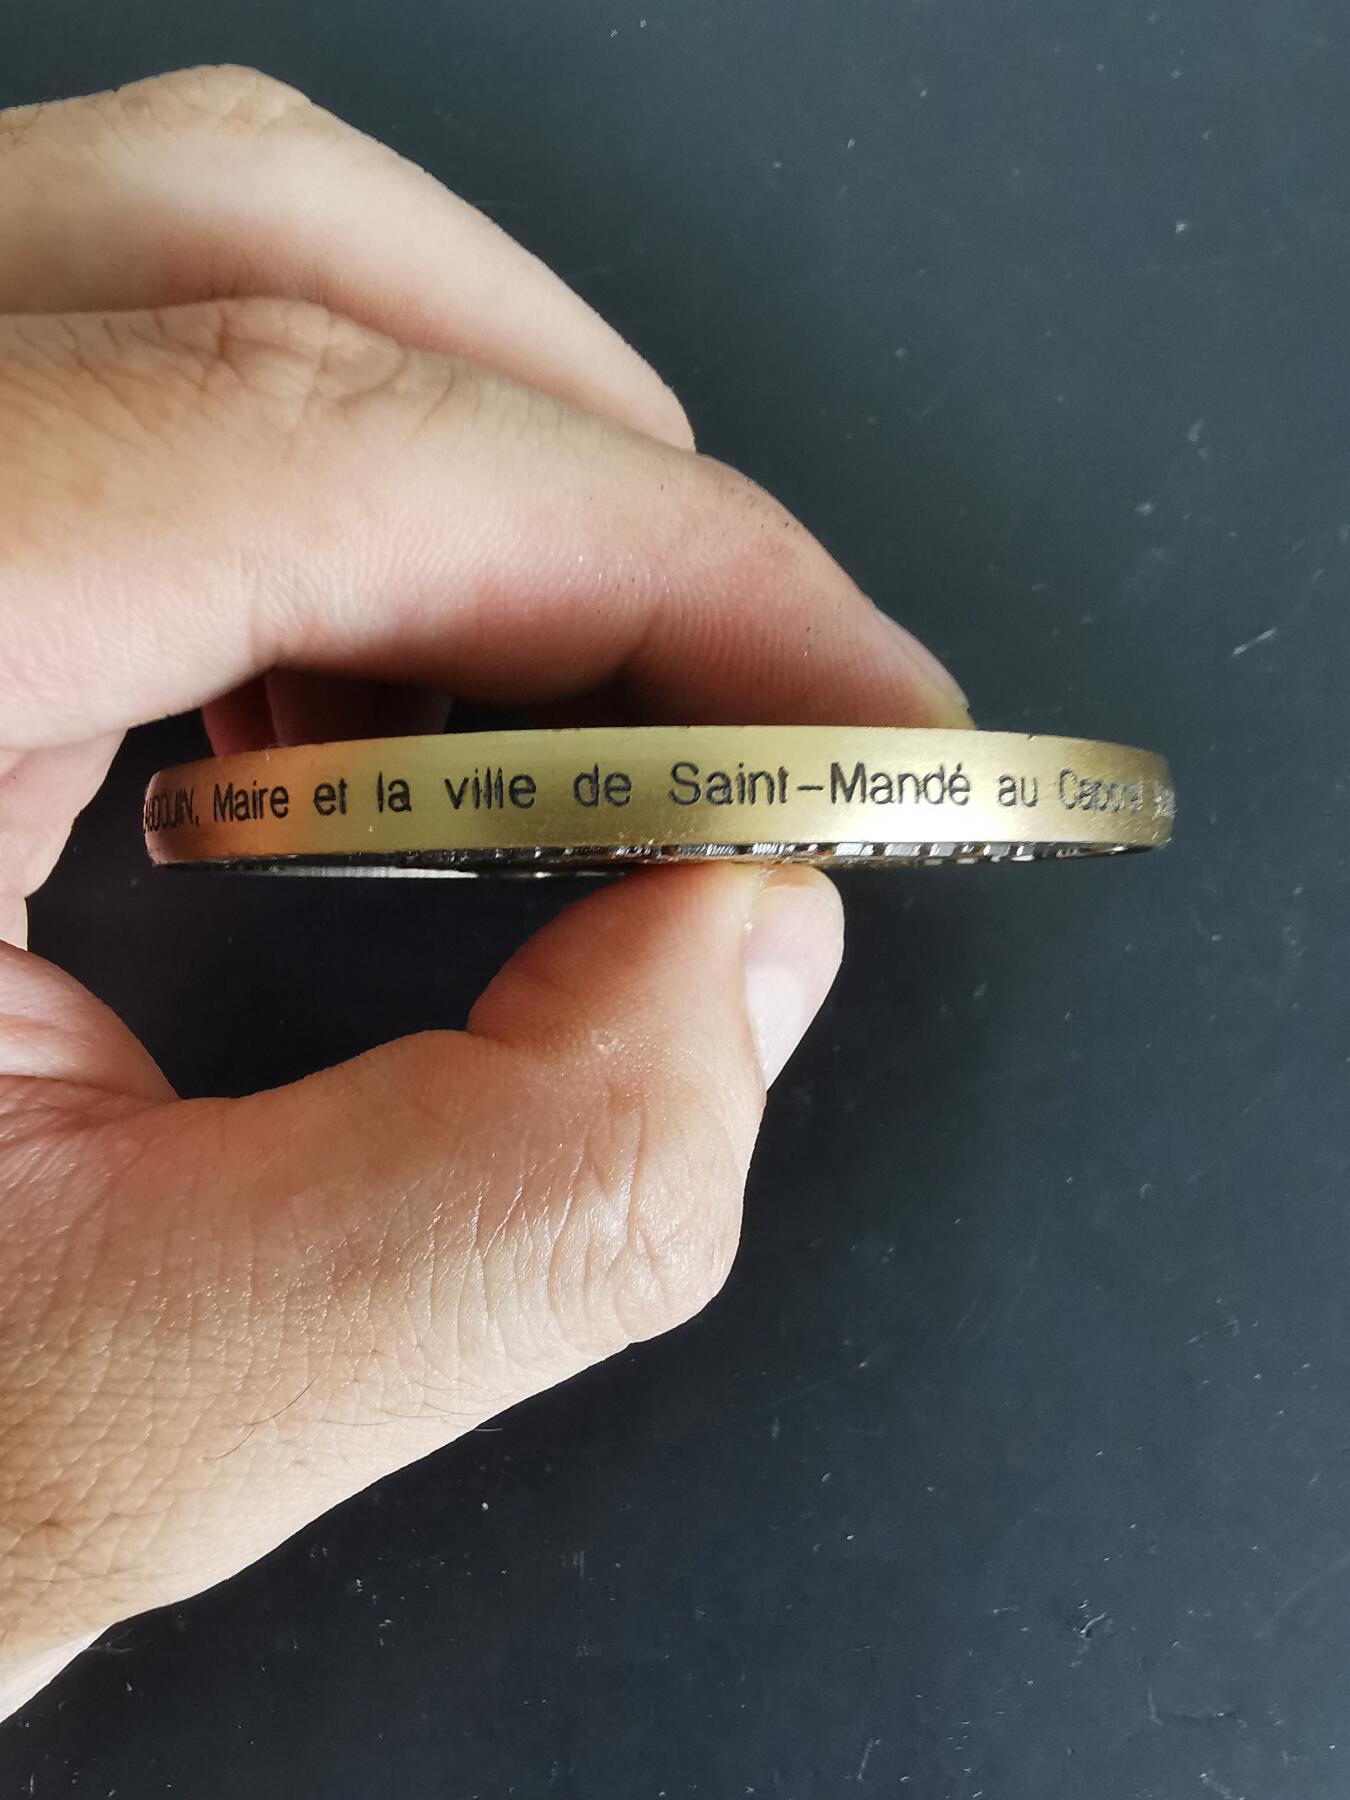 Maire et la ville de Saint-Mandé au